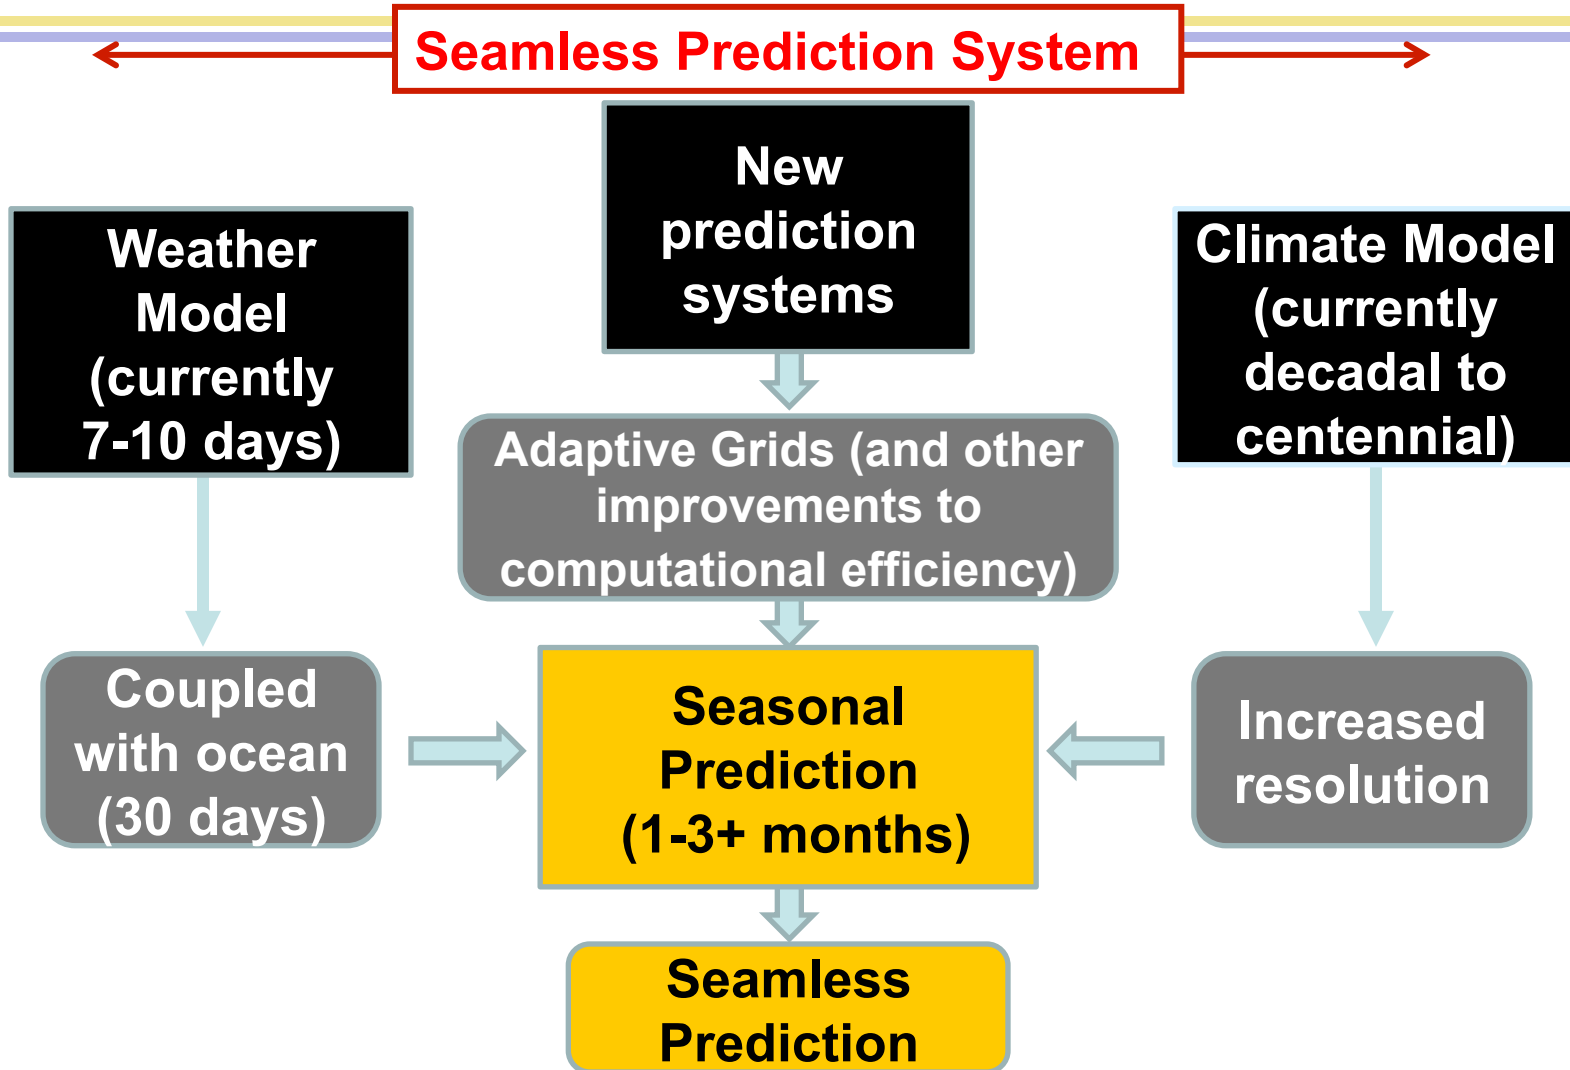 Seamless Prediction System
New
prediction
systems
Weather
Model
(currently
7-10 days)
Climate Model
(currently
decadal to
centennial)
Adaptive Grids (and other
improvements to
computational efficiency)
Coupled
with ocean
(30 days)
Seasonal
Prediction
(1-3+ months)
Increased
resolution
Seamless
Prediction